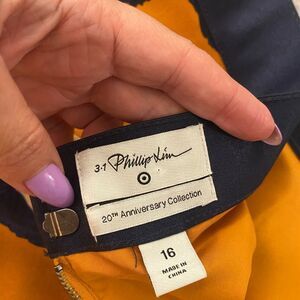 3.1 Phillip Lim
20TH Anniversary Collection
16
MADE IN
CHINA